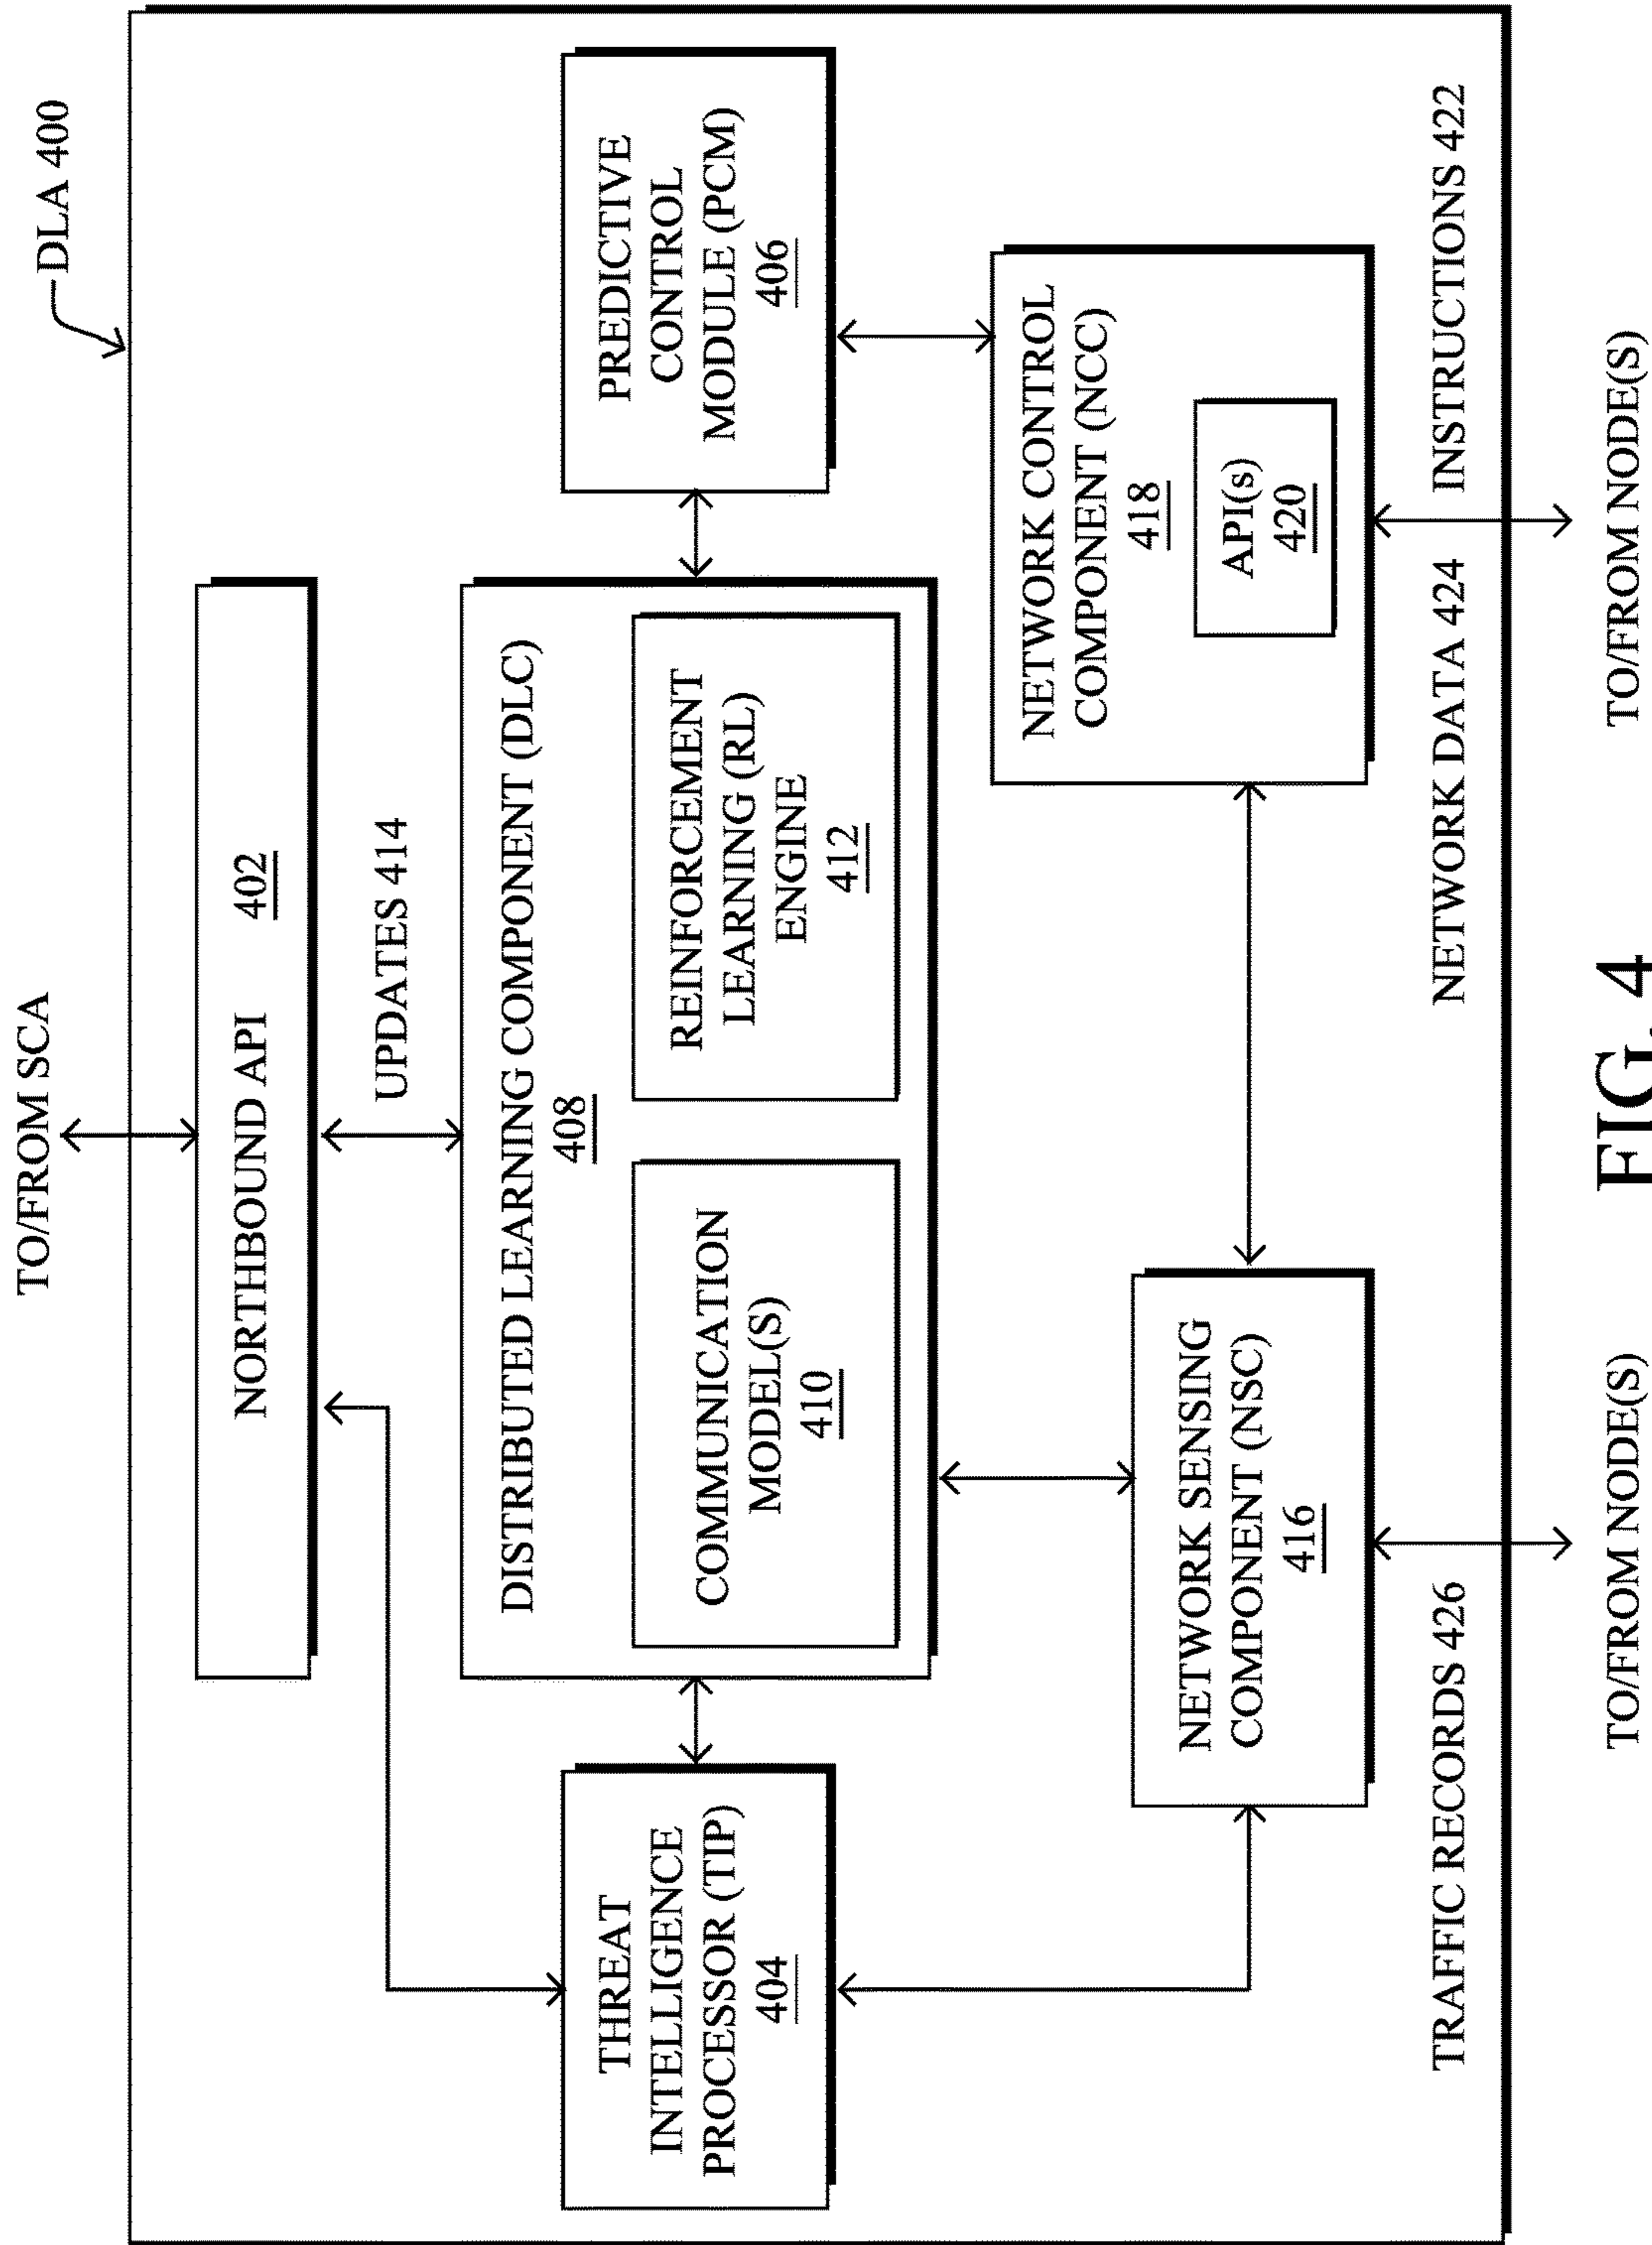 TO/FROM SCA
DLA 400
NORTHBOUND API 402
UPDATES 414
DISTRIBUTED LEARNING COMPONENT (DLC)
408
COMMUNICATION
MODEL(S)
410
REINFORCEMENT
LEARNING (RL)
ENGINE
412
THREAT
INTELLIGENCE
PROCESSOR (TIP)
404
PREDICTIVE
CONTROL
MODULE (PCM)
406
NETWORK SENSING
COMPONENT (NSC)
416
NETWORK CONTROL
COMPONENT (NCC)
418
API(s)
420
TRAFFIC RECORDS 426
NETWORK DATA 424
INSTRUCTIONS 422
TO/FROM NODE(S)
TO/FROM NODE(S)
FIG. 4